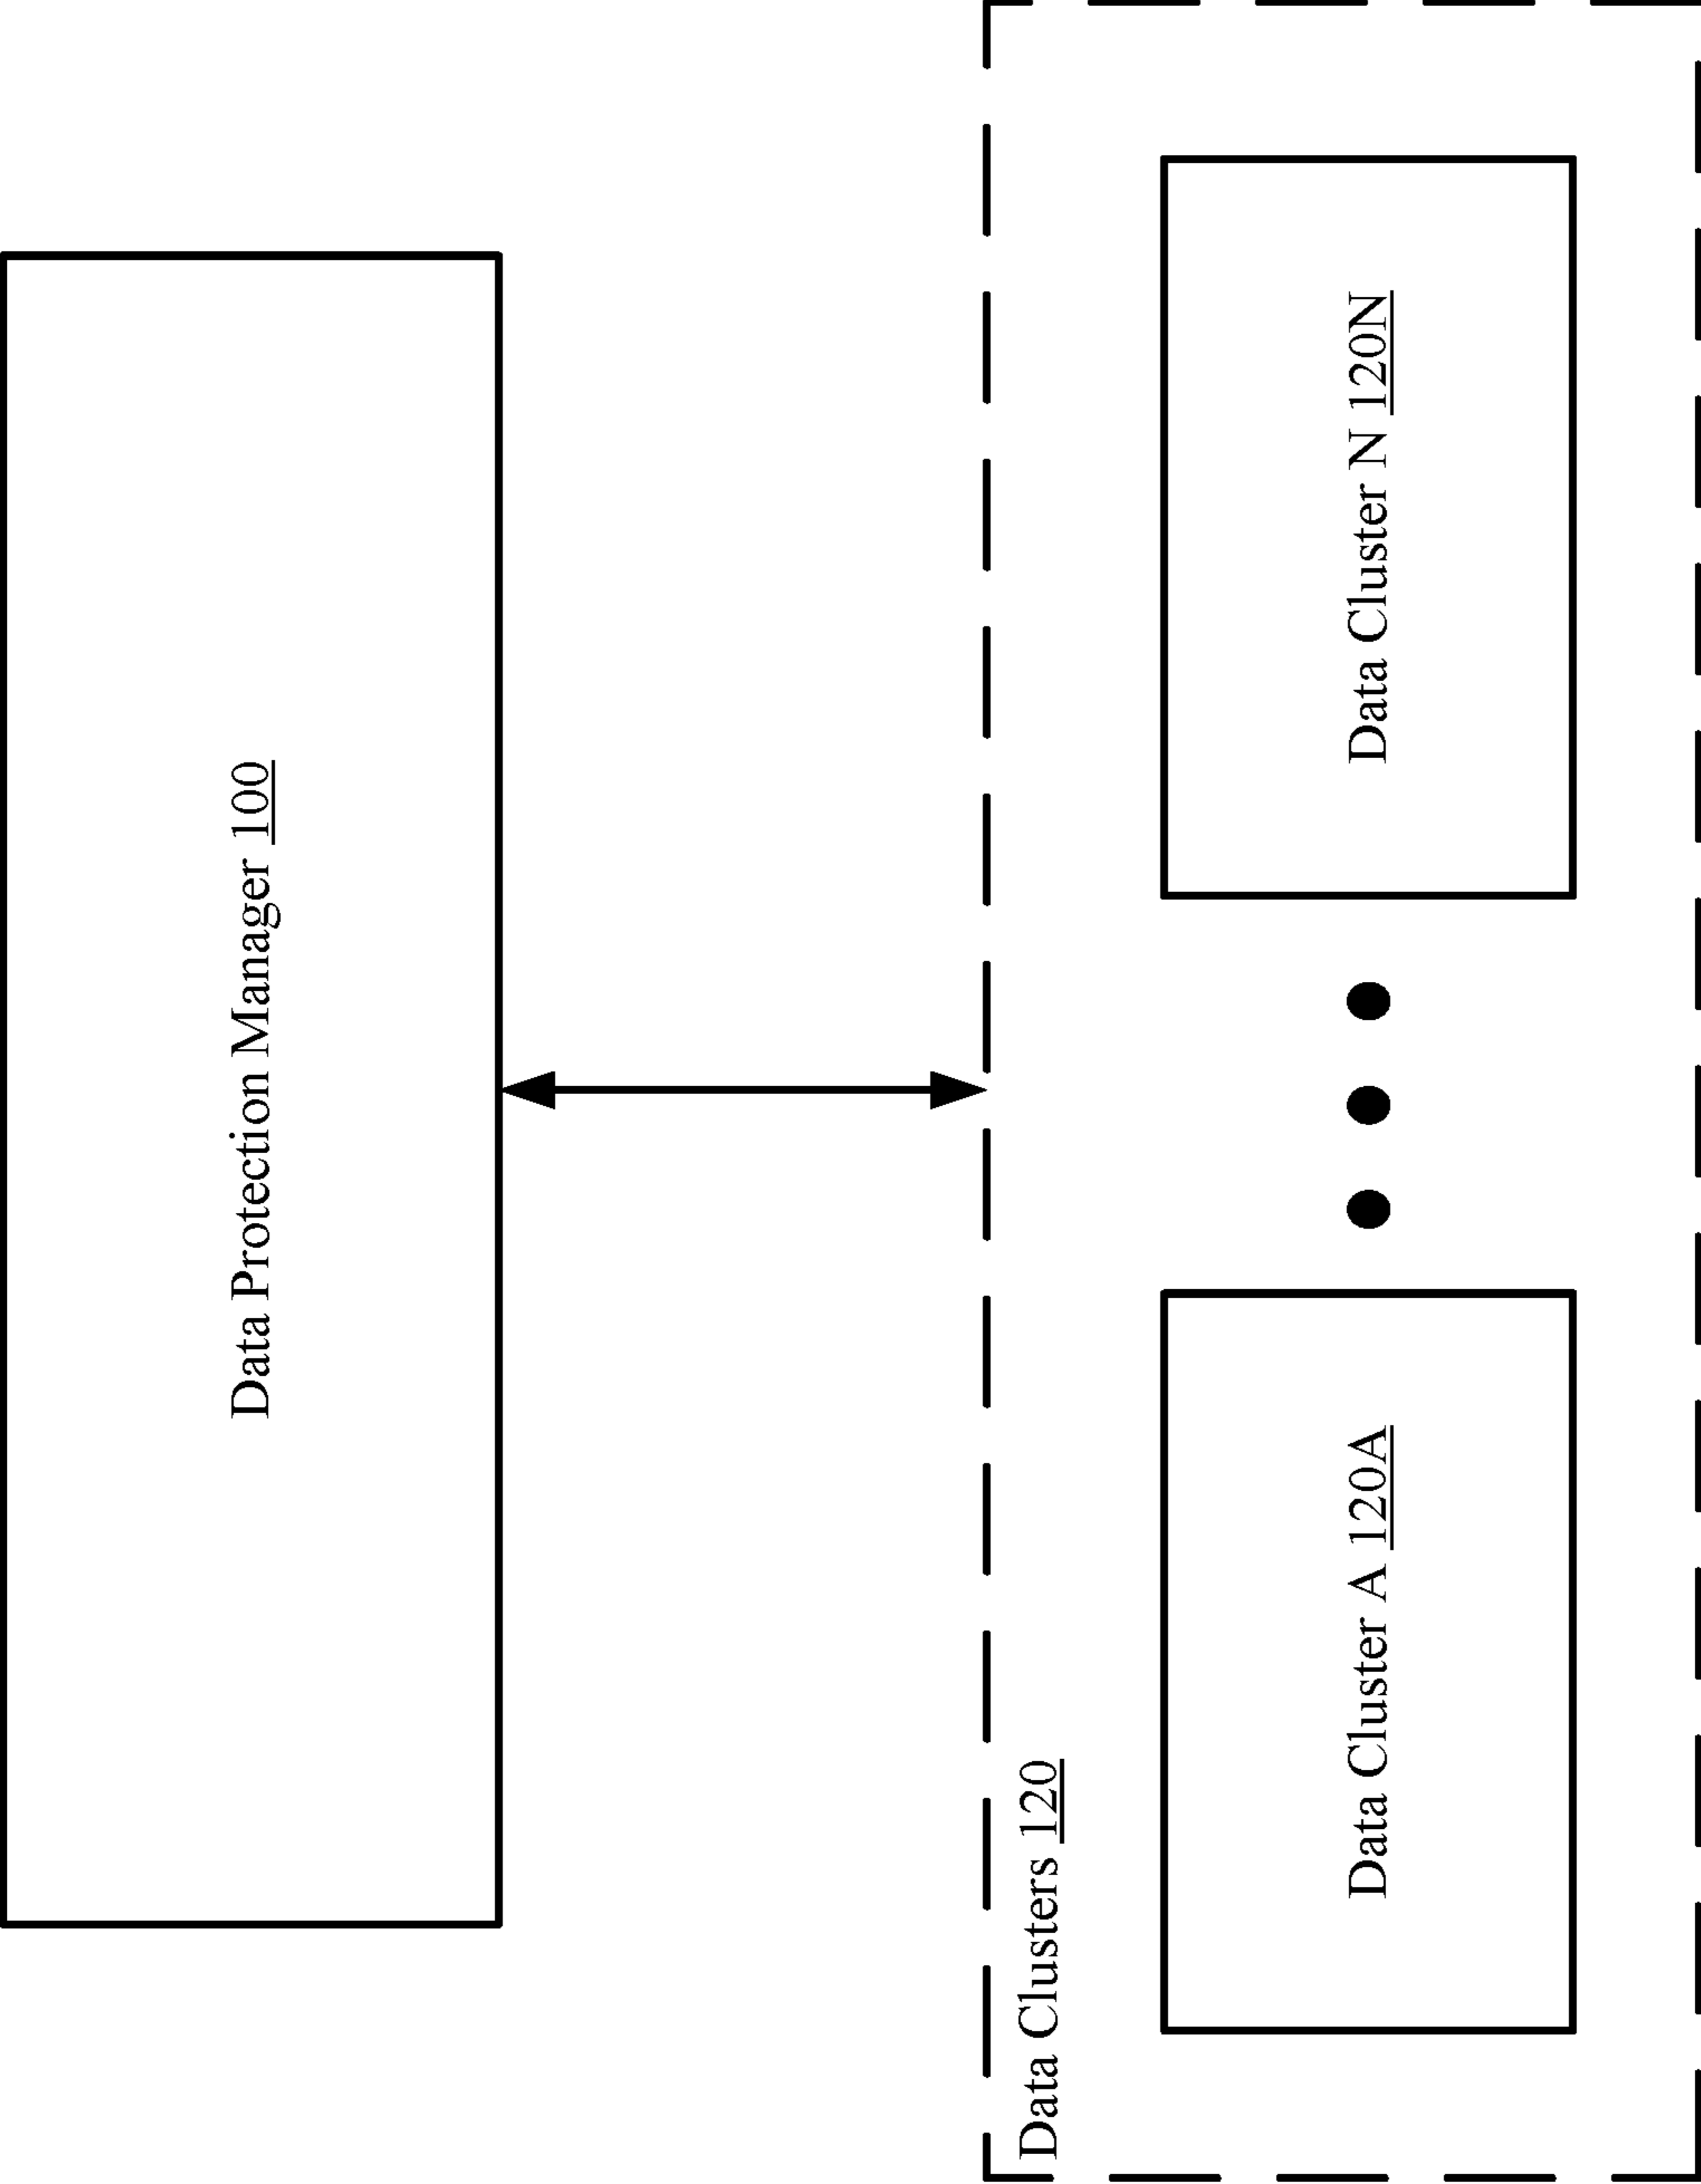 Data Protection Manager 100
Data Clusters 120
Data Cluster A 120A
Data Cluster N 120N